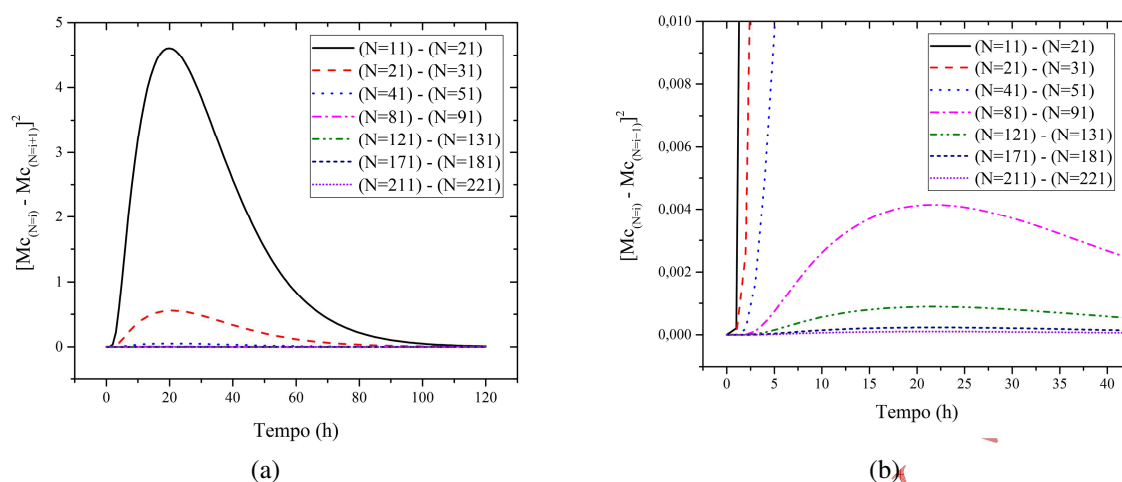 5
4
3
2
1
0
[Mc(N=i) - Mc(N=i+1)]²
(N=11) - (N=21)
(N=21) - (N=31)
(N=41) - (N=51)
(N=81) - (N=91)
(N=121) - (N=131)
(N=171) - (N=181)
(N=211) - (N=221)
0 20 40 60 80 100 120
Tempo (h)
(a)
0,010
0,008
0,006
0,004
0,002
0,000
[Mc(N=i) - Mc(N=i−1)]²
(N=11) - (N=21)
(N=21) - (N=31)
(N=41) - (N=51)
(N=81) - (N=91)
(N=121) - (N=131)
(N=171) - (N=181)
(N=211) - (N=221)
0 5 10 15 20 25 30 35 40
Tempo (h)
(b)